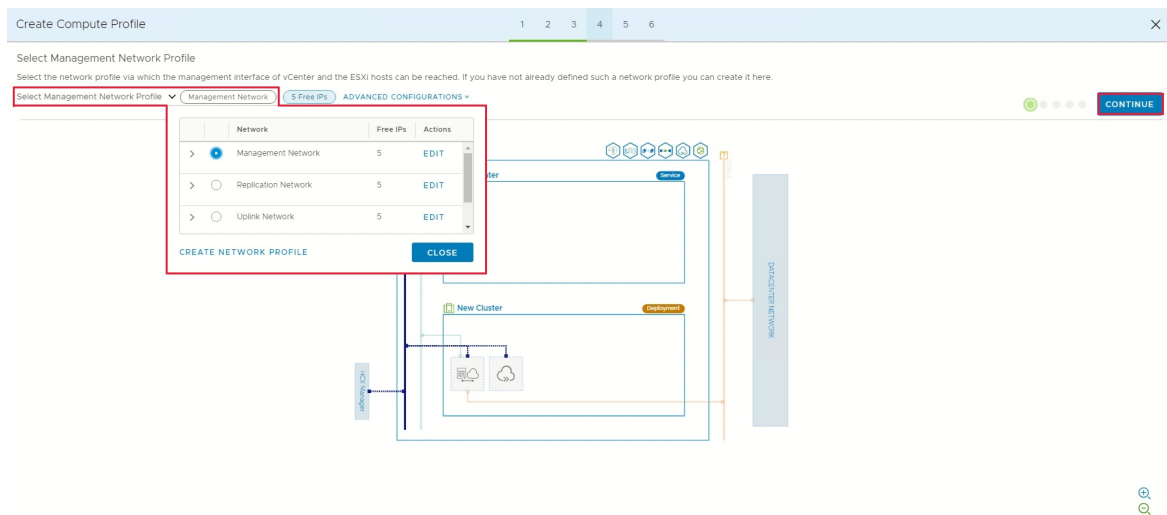 Create Compute Profile
1 2 3 4 5 6
Select Management Network Profile
Select the network profile via which the management interface of vCenter and the ESXi hosts can be reached. If you have not already defined such a network profile you can create it here.
Select Management Network Profile Management Network 5 Free IPs ADVANCED CONFIGURATIONS
CONTINUE
Network Free IPs Actions
Management Network 5 EDIT
Replication Network 5 EDIT
Uplink Network 5 EDIT
CREATE NETWORK PROFILE CLOSE
ter Service
New Cluster Deployment
HCX Manager
DATACENTER NETWORK